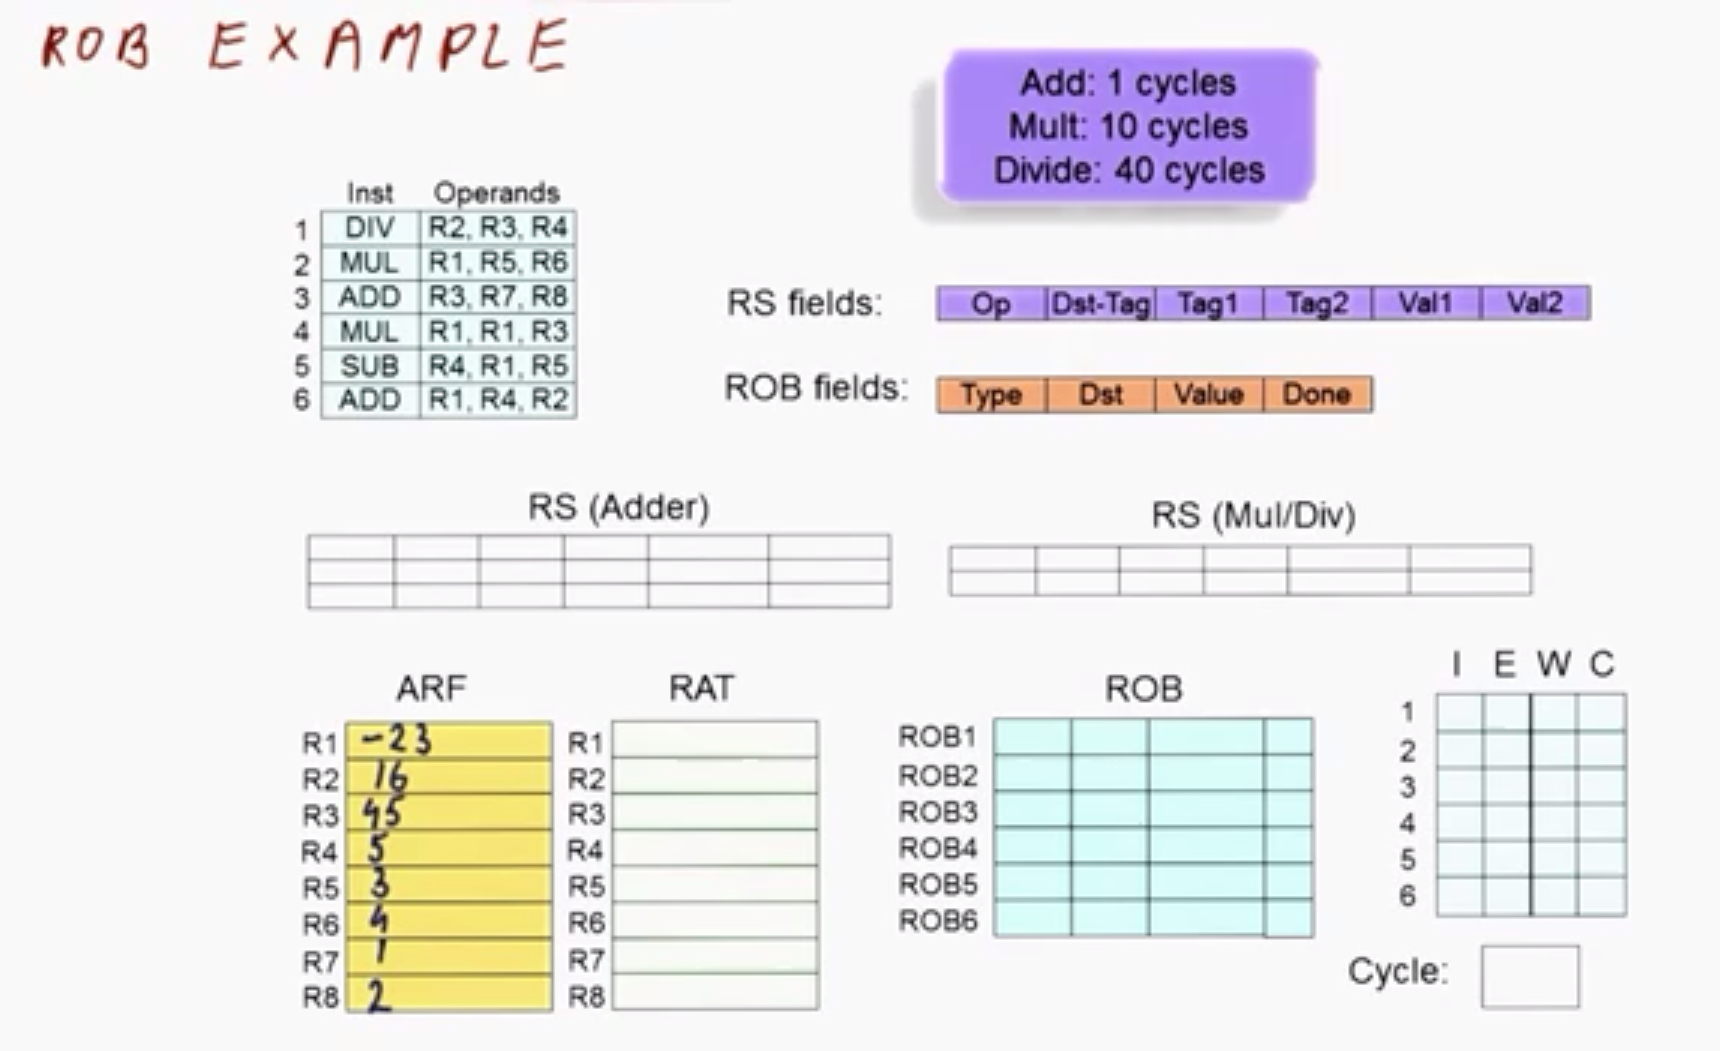 ROB EXAMPLE
Add: 1 cycles
Mult: 10 cycles
Divide: 40 cycles
Inst Operands
1 DIV R2, R3, R4
2 MUL R1, R5, R6
3 ADD R3, R7, R8
4 MUL R1, R1, R3
5 SUB R4, R1, R5
6 ADD R1, R4, R2
RS fields: Op Dst-Tag Tag1 Tag2 Val1 Val2
ROB fields: Type Dst Value Done
RS (Adder)
RS (Mul/Div)
ARF
R1 -23
R2 16
R3 45
R4 5
R5 3
R6 4
R7 1
R8 2
RAT
R1
R2
R3
R4
R5
R6
R7
R8
ROB
ROB1
ROB2
ROB3
ROB4
ROB5
ROB6
I E W C
1
2
3
4
5
6
Cycle: